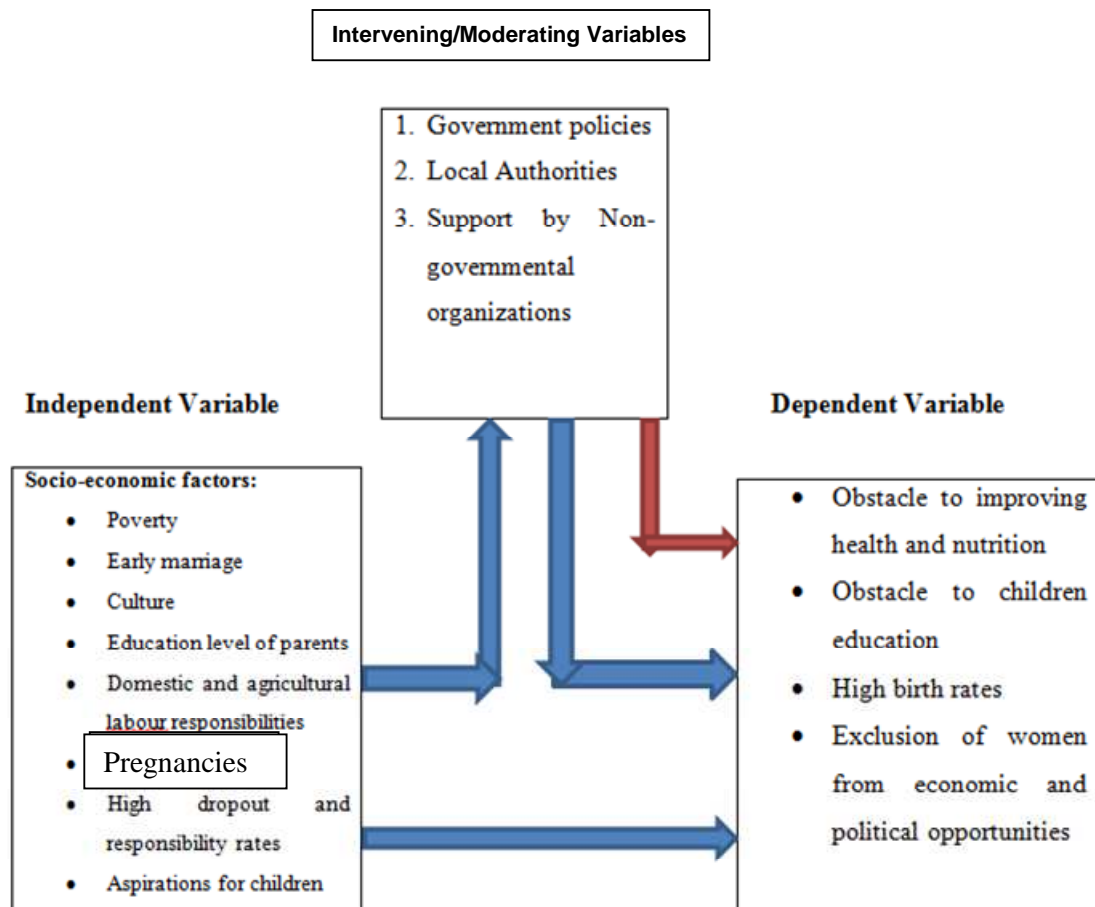 Intervening/Moderating Variables
1. Government policies
2. Local Authorities
3. Support by Non-
governmental
organizations
Independent Variable
Socio-economic factors:
• Poverty
• Early marriage
• Culture
• Education level of parents
• Domestic and agricultural
labour responsibilities
• Pregnancies
• High dropout and
responsibility rates
• Aspirations for children
Dependent Variable
• Obstacle to improving
health and nutrition
• Obstacle to children
education
• High birth rates
• Exclusion of women
from economic and
political opportunities